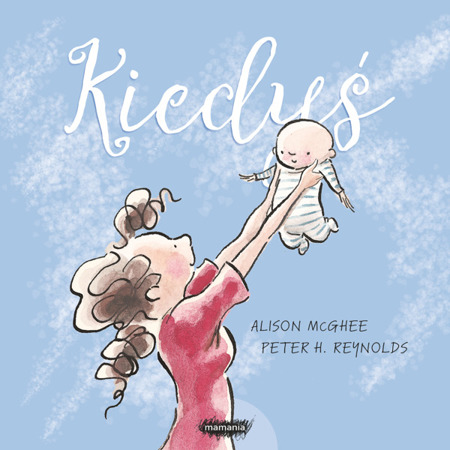 Kiedyś
ALISON MCGHEE
PETER H. REYNOLDS
mamania